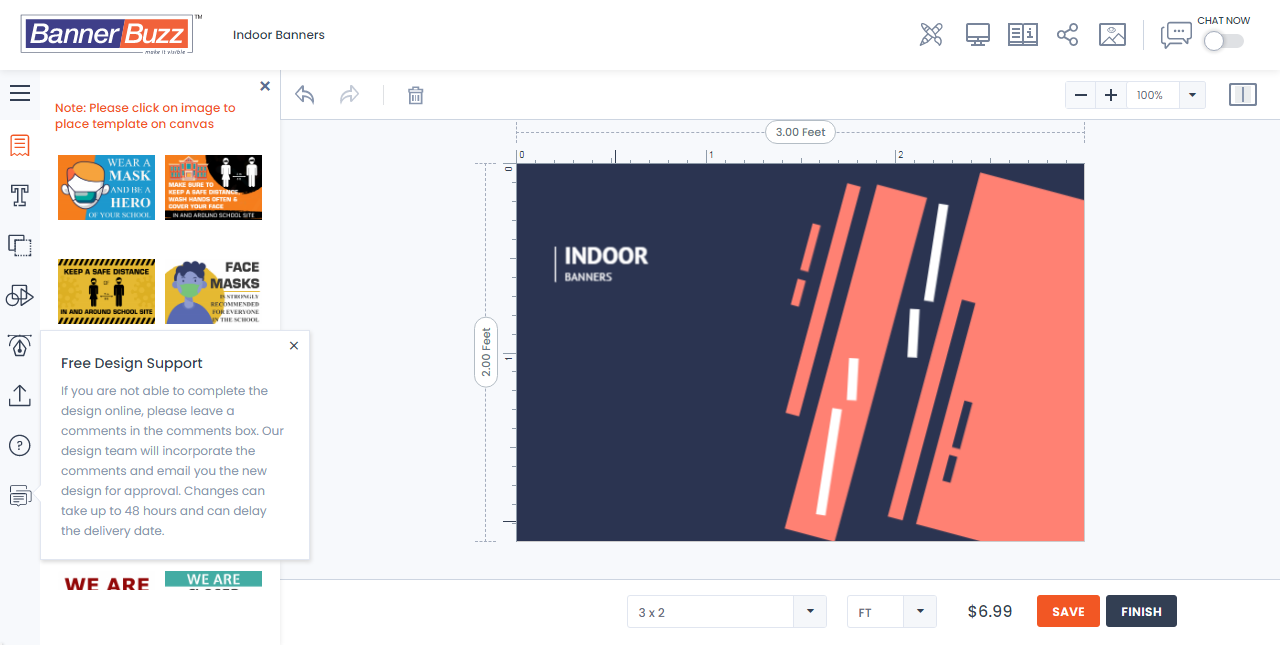 BannerBuzz TM
make it visible
Indoor Banners
CHAT NOW
Note: Please click on image to
place template on canvas
WEAR A
MASK
AND BE A
HERO
OF YOUR SCHOOL
MAKE SURE TO
KEEP A SAFE DISTANCE,
WASH HANDS OFTEN &
COVER YOUR FACE
IN AND AROUND SCHOOL SITE
KEEP A SAFE DISTANCE
IN AND AROUND SCHOOL SITE
FACE
MASKS
IS STRONGLY
RECOMMENDED
FOR EVERYONE
IN THE SCHOOL
Free Design Support
If you are not able to complete the
design online, please leave a
comments in the comments box. Our
design team will incorporate the
comments and email you the new
design for approval. Changes can
take up to 48 hours and can delay
the delivery date.
WE ARE
WE ARE
100%
3.00 Feet
0 1 2
0
2.00 Feet
1
INDOOR
BANNERS
3 x 2
FT
$6.99
SAVE
FINISH